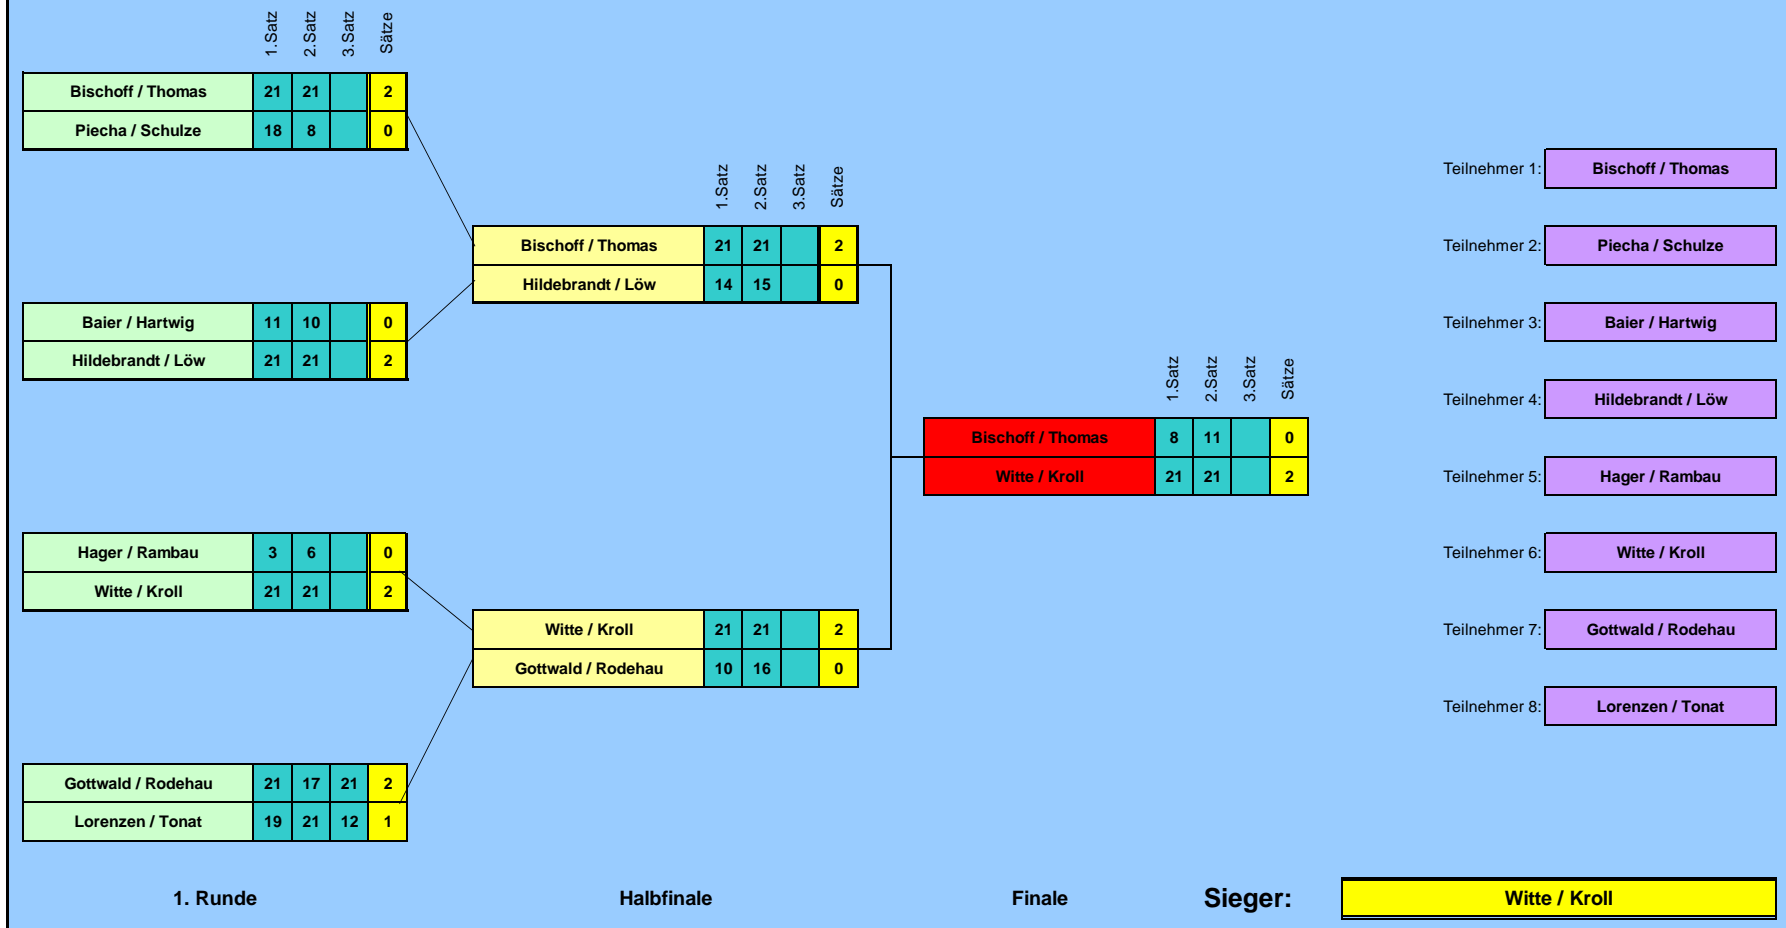 1.Satz 2.Satz 3.Satz Sätze
Bischoff / Thomas 21 21 2
Piecha / Schulze 18 8 0
1.Satz 2.Satz 3.Satz Sätze
Teilnehmer 1: Bischoff / Thomas
Bischoff / Thomas 21 21 2
Teilnehmer 2: Piecha / Schulze
Hildebrandt / Löw 14 15 0
Baier / Hartwig 11 10 0
Teilnehmer 3: Baier / Hartwig
Hildebrandt / Löw 21 21 2
1.Satz 2.Satz 3.Satz Sätze
Teilnehmer 4: Hildebrandt / Löw
Bischoff / Thomas 8 11 0
Witte / Kroll 21 21 2
Teilnehmer 5: Hager / Rambau
Hager / Rambau 3 6 0
Teilnehmer 6: Witte / Kroll
Witte / Kroll 21 21 2
Witte / Kroll 21 21 2
Teilnehmer 7: Gottwald / Rodehau
Gottwald / Rodehau 10 16 0
Teilnehmer 8: Lorenzen / Tonat
Gottwald / Rodehau 21 17 21 2
Lorenzen / Tonat 19 21 12 1
1. Runde Halbfinale Finale Sieger: Witte / Kroll